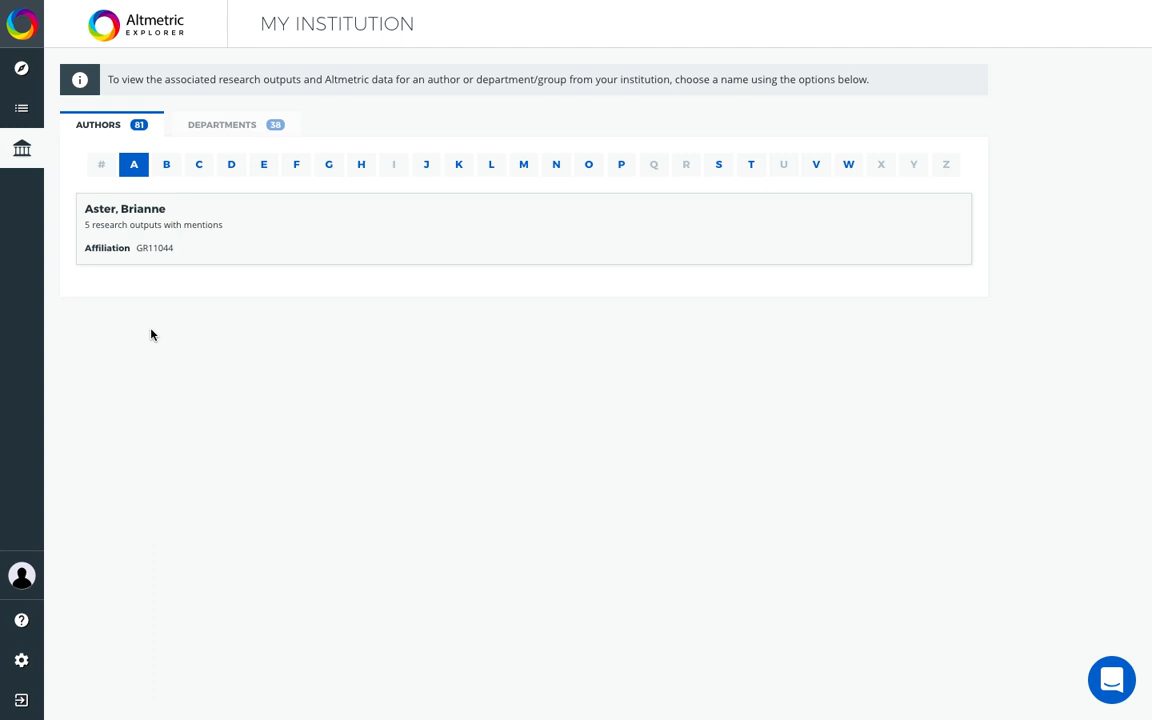 Altmetric
EXPLORER
MY INSTITUTION
To view the associated research outputs and Altmetric data for an author or department/group from your institution, choose a name using the options below.
AUTHORS 81 DEPARTMENTS 38
# A B C D E F G H I J K L M N O P Q R S T U V W X Y Z
Aster, Brianne
5 research outputs with mentions
Affiliation GR11044